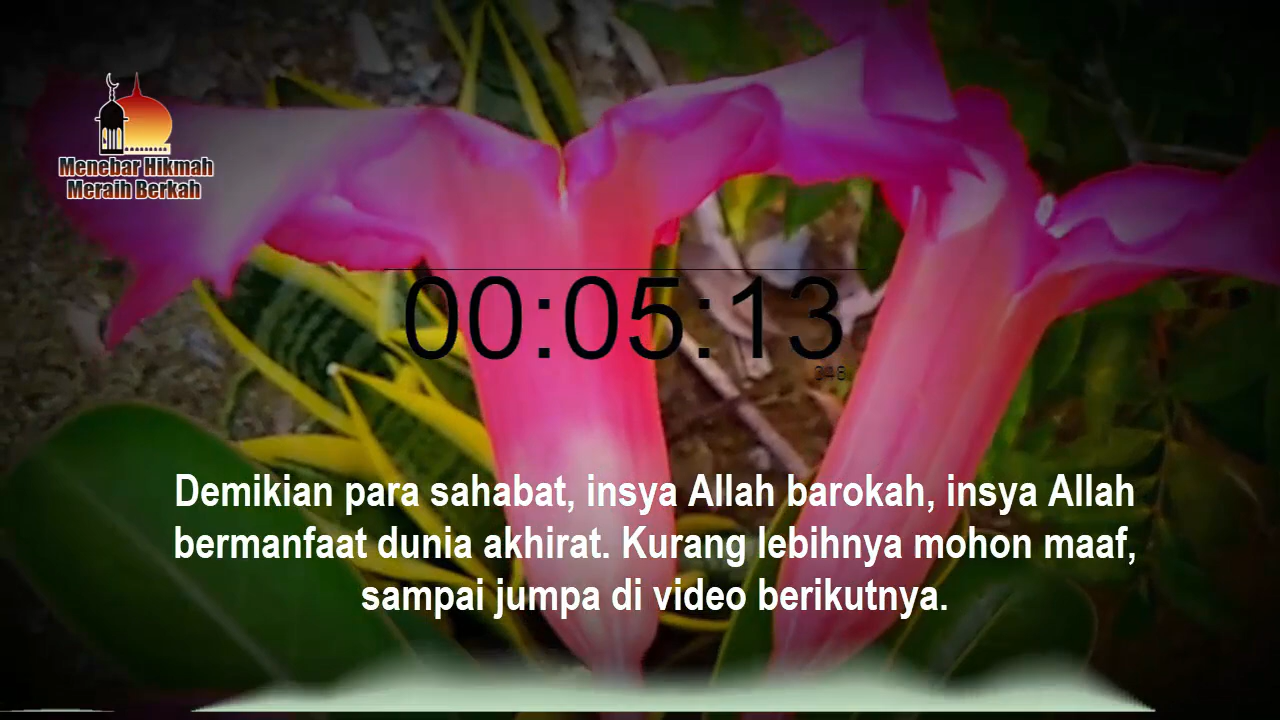 Menebar Hikmah
Meraih Berkah
00:05:13
046
Demikian para sahabat, insya Allah barokah, insya Allah
bermanfaat dunia akhirat. Kurang lebihnya mohon maaf,
sampai jumpa di video berikutnya.